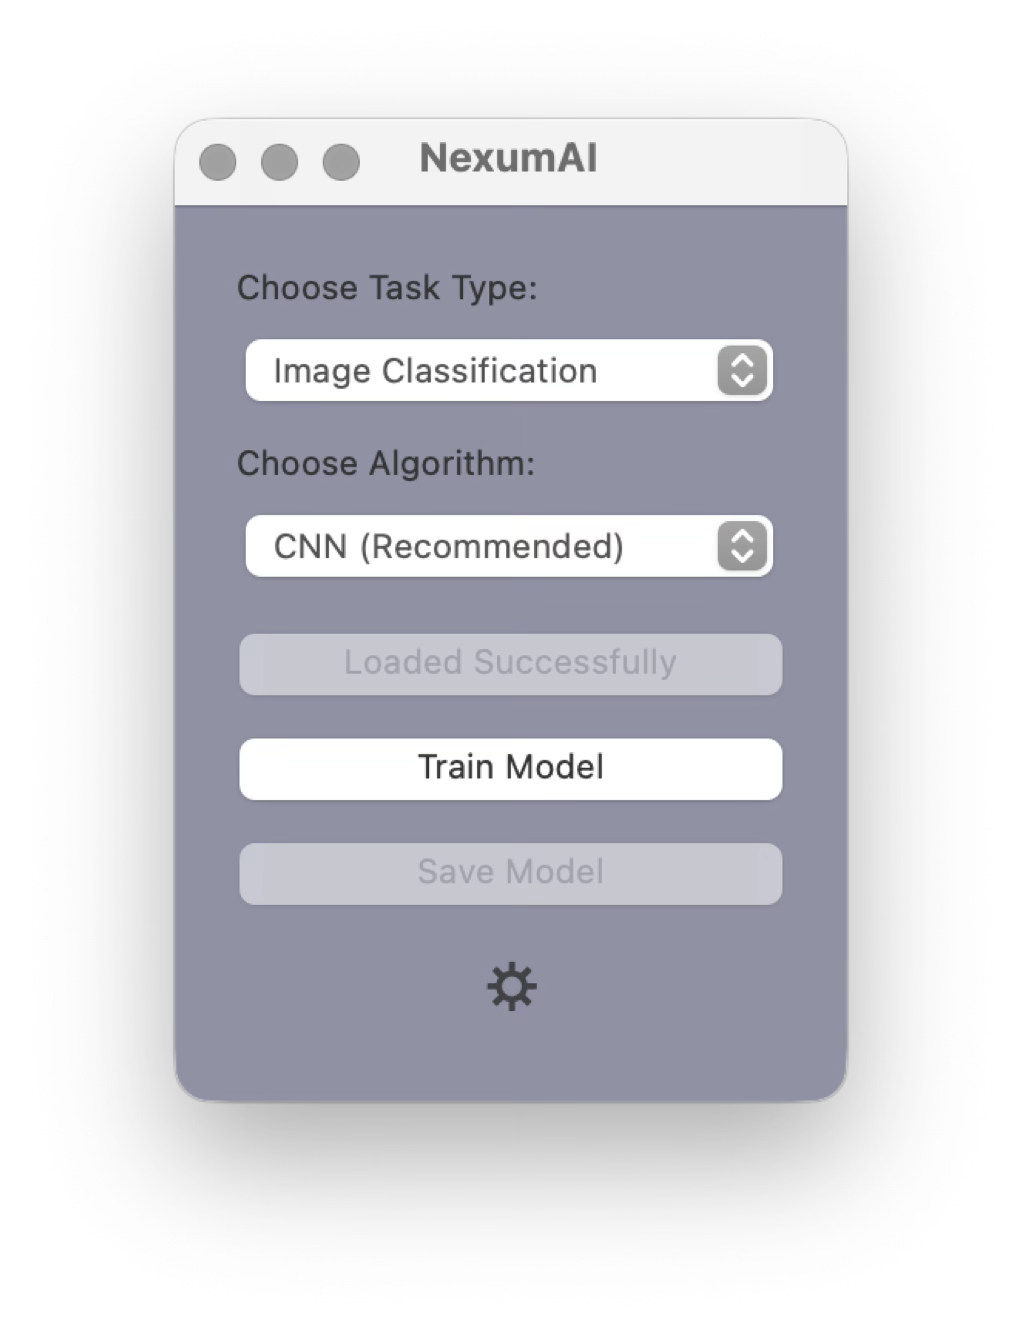 NexumAI
Choose Task Type:
Image Classification
Choose Algorithm:
CNN (Recommended)
Loaded Successfully
Train Model
Save Model